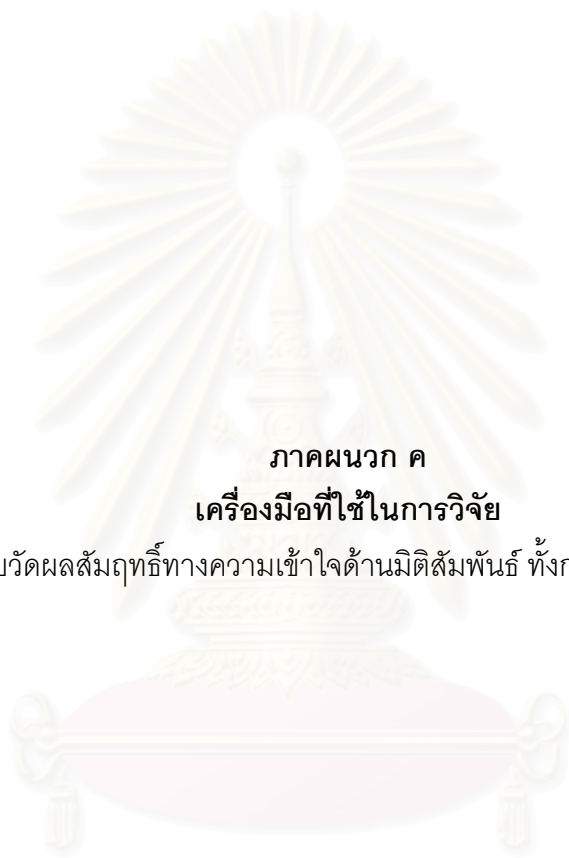 ภาคผนวก ค
เครื่องมือที่ใช้ในการวิจัย
วัดผลสัมฤทธิ์ทางความเข้าใจด้านมิติสัมพันธ์